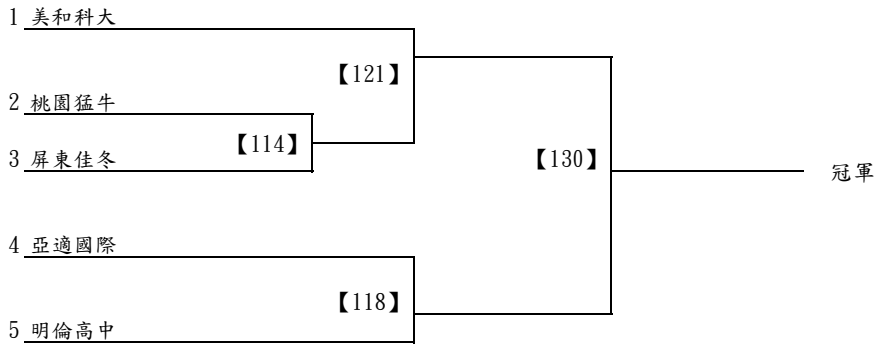 1 美和科大
【121】
2 桃園猛牛
【114】
3 屏東佳冬
【130】
冠軍
4 亞適國際
【118】
5 明倫高中